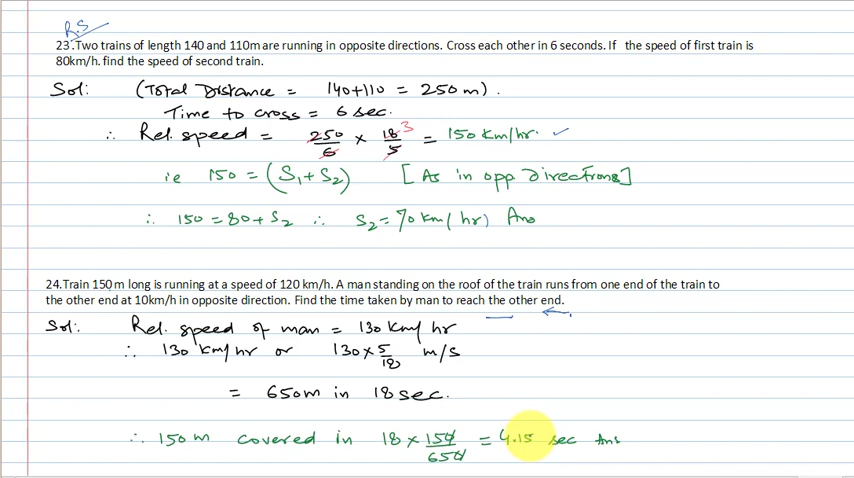 R.S
23.Two trains of length 140 and 110m are running in opposite directions. Cross each other in 6 seconds. If the speed of first train is
80km/h. find the speed of second train.
Sol: (Total Distance = 140+110 = 250m).
Time to cross = 6 sec.
∴ Rel. speed = 250/6 × 18/5 3 = 150 km/hr. ✓
ie 150 = (S1 + S2) [As in opp Directions]
∴ 150 = 80 + S2 ∴ S2 = 70 km/hr) Ans
24.Train 150 m long is running at a speed of 120 km/h. A man standing on the roof of the train runs from one end of the train to
the other end at 10km/h in opposite direction. Find the time taken by man to reach the other end.
Sol: Rel. speed of man = 130 km/hr
∴ 130 km/hr or 130 × 5/18 m/s
= 650m in 18 sec.
∴ 150 m covered in 18 × 150/650 = 4.15 sec Ans